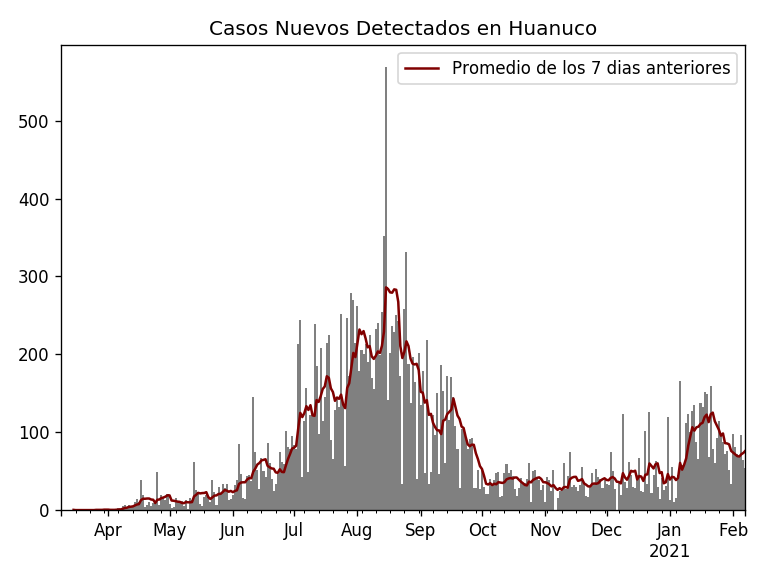 Casos Nuevos Detectados en Huanuco
Promedio de los 7 dias anteriores
500
400
300
200
100
0
Apr May Jun Jul Aug Sep Oct Nov Dec Jan Feb
2021